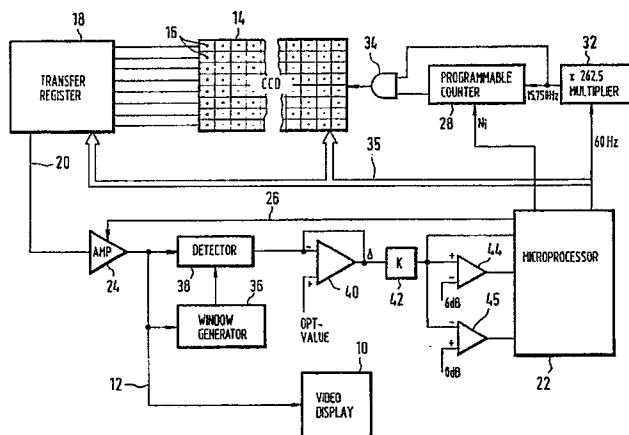 18
16
14
34
32
TRANSFER
REGISTER
CCD
PROGRAMMABLE
COUNTER
28
15.75KHz
x 262.5
MULTIPLIER
Ni
60 Hz
20
35
26
AMP
24
DETECTOR
38
WINDOW
GENERATOR
36
-
+
40
Δ
K
42
OPT-
VALUE
+
-
44
6dB
-
+
45
0dB
MICROPROCESSOR
22
12
10
VIDEO
DISPLAY